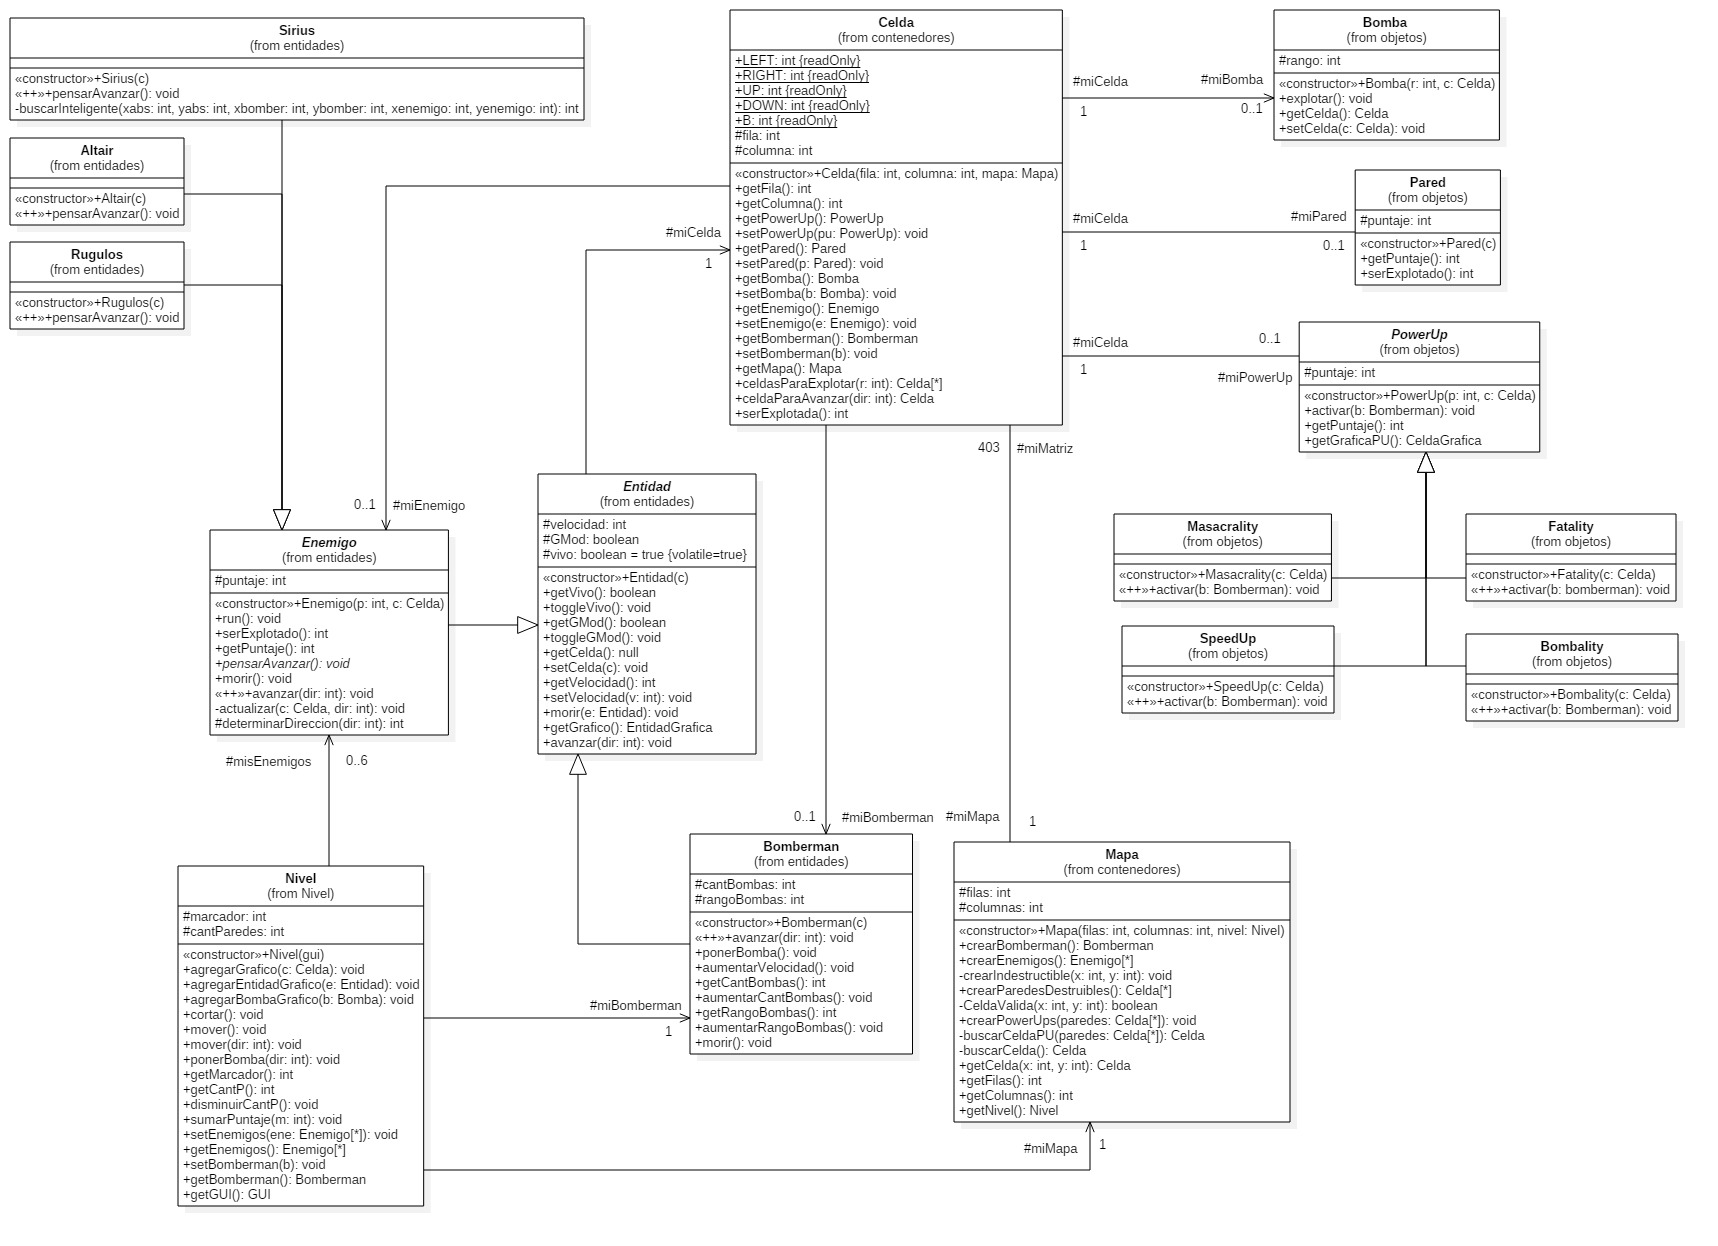 Sirius
(from entidades)
«constructor»+Sirius(c)
«++»+pensarAvanzar(): void
-buscarInteligente(xabs: int, yabs: int, xbomber: int, ybomber: int, xenemigo: int, yenemigo: int): int
Altair
(from entidades)
«constructor»+Altair(c)
«++»+pensarAvanzar(): void
Rugulos
(from entidades)
«constructor»+Rugulos(c)
«++»+pensarAvanzar(): void
Celda
(from contenedores)
+LEFT: int {readOnly}
+RIGHT: int {readOnly}
+UP: int {readOnly}
+DOWN: int {readOnly}
+B: int {readOnly}
#fila: int
#columna: int
«constructor»+Celda(fila: int, columna: int, mapa: Mapa)
+getFila(): int
+getColumna(): int
+getPowerUp(): PowerUp
+setPowerUp(pu: PowerUp): void
+getPared(): Pared
+setPared(p: Pared): void
+getBomba(): Bomba
+setBomba(b: Bomba): void
+getEnemigo(): Enemigo
+setEnemigo(e: Enemigo): void
+getBomberman(): Bomberman
+setBomberman(b): void
+getMapa(): Mapa
+celdasParaExplotar(r: int): Celda[*]
+celdaParaAvanzar(dir: int): Celda
+serExplotada(): int
#miCelda
1
#miBomba
0..1
Bomba
(from objetos)
#rango: int
«constructor»+Bomba(r: int, c: Celda)
+explotar(): void
+getCelda(): Celda
+setCelda(c: Celda): void
#miCelda
1
#miPared
0..1
Pared
(from objetos)
#puntaje: int
«constructor»+Pared(c)
+getPuntaje(): int
+serExplotado(): int
#miCelda
1
0..1
#miPowerUp
PowerUp
(from objetos)
#puntaje: int
«constructor»+PowerUp(p: int, c: Celda)
+activar(b: Bomberman): void
+getPuntaje(): int
+getGraficaPU(): CeldaGrafica
#miCelda
1
403
#miMatriz
0..1
#miEnemigo
Enemigo
(from entidades)
#puntaje: int
«constructor»+Enemigo(p: int, c: Celda)
+run(): void
+serExplotado(): int
+getPuntaje(): int
+pensarAvanzar(): void
+morir(): void
«++»+avanzar(dir: int): void
-actualizar(c: Celda, dir: int): void
#determinarDireccion(dir: int): int
Entidad
(from entidades)
#velocidad: int
#GMod: boolean
#vivo: boolean = true {volatile=true}
«constructor»+Entidad(c)
+getVivo(): boolean
+toggleVivo(): void
+getGMod(): boolean
+toggleGMod(): void
+getCelda(): null
+setCelda(c): void
+getVelocidad(): int
+setVelocidad(v: int): void
+morir(e: Entidad): void
+getGrafico(): EntidadGrafica
+avanzar(dir: int): void
Masacrality
(from objetos)
«constructor»+Masacrality(c: Celda)
«++»+activar(b: Bomberman): void
Fatality
(from objetos)
«constructor»+Fatality(c: Celda)
«++»+activar(b: bomberman): void
SpeedUp
(from objetos)
«constructor»+SpeedUp(c: Celda)
«++»+activar(b: Bomberman): void
Bombality
(from objetos)
«constructor»+Bombality(c: Celda)
«++»+activar(b: Bomberman): void
#misEnemigos
0..6
0..1
#miBomberman
#miMapa
1
Nivel
(from Nivel)
#marcador: int
#cantParedes: int
«constructor»+Nivel(gui)
+agregarGrafico(c: Celda): void
+agregarEntidadGrafico(e: Entidad): void
+agregarBombaGrafico(b: Bomba): void
+cortar(): void
+mover(): void
+mover(dir: int): void
+ponerBomba(dir: int): void
+getMarcador(): int
+getCantP(): int
+disminuirCantP(): void
+sumarPuntaje(m: int): void
+setEnemigos(ene: Enemigo[*]): void
+getEnemigos(): Enemigo[*]
+setBomberman(b): void
+getBomberman(): Bomberman
+getGUI(): GUI
#miBomberman
1
Bomberman
(from entidades)
#cantBombas: int
#rangoBombas: int
«constructor»+Bomberman(c)
«++»+avanzar(dir: int): void
+ponerBomba(): void
+aumentarVelocidad(): void
+getCantBombas(): int
+aumentarCantBombas(): void
+getRangoBombas(): int
+aumentarRangoBombas(): void
+morir(): void
Mapa
(from contenedores)
#filas: int
#columnas: int
«constructor»+Mapa(filas: int, columnas: int, nivel: Nivel)
+crearBomberman(): Bomberman
+crearEnemigos(): Enemigo[*]
-crearIndestructible(x: int, y: int): void
+crearParedesDestruibles(): Celda[*]
-CeldaValida(x: int, y: int): boolean
+crearPowerUps(paredes: Celda[*]): void
-buscarCeldaPU(paredes: Celda[*]): Celda
-buscarCelda(): Celda
+getCelda(x: int, y: int): Celda
+getFilas(): int
+getColumnas(): int
+getNivel(): Nivel
#miMapa
1